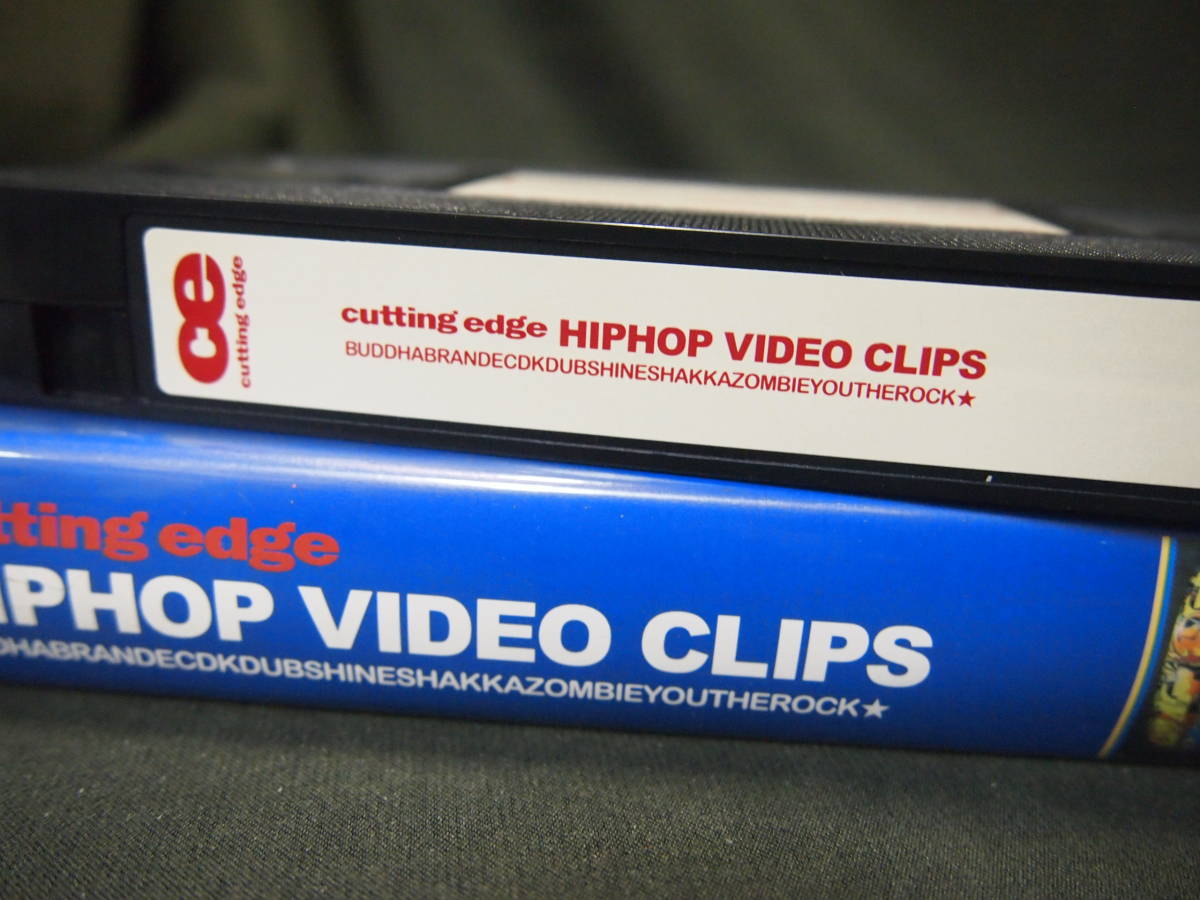 ce
cutting edge
cutting edge HIPHOP VIDEO CLIPS
BUDDHABRANDECDKDUBSHINESHAKKAZOMBIEYOUTHEROCK★
tting edge
IPHOP VIDEO CLIPS
DHABRANDECDKDUBSHINESHAKKAZOMBIEYOUTHEROCK★